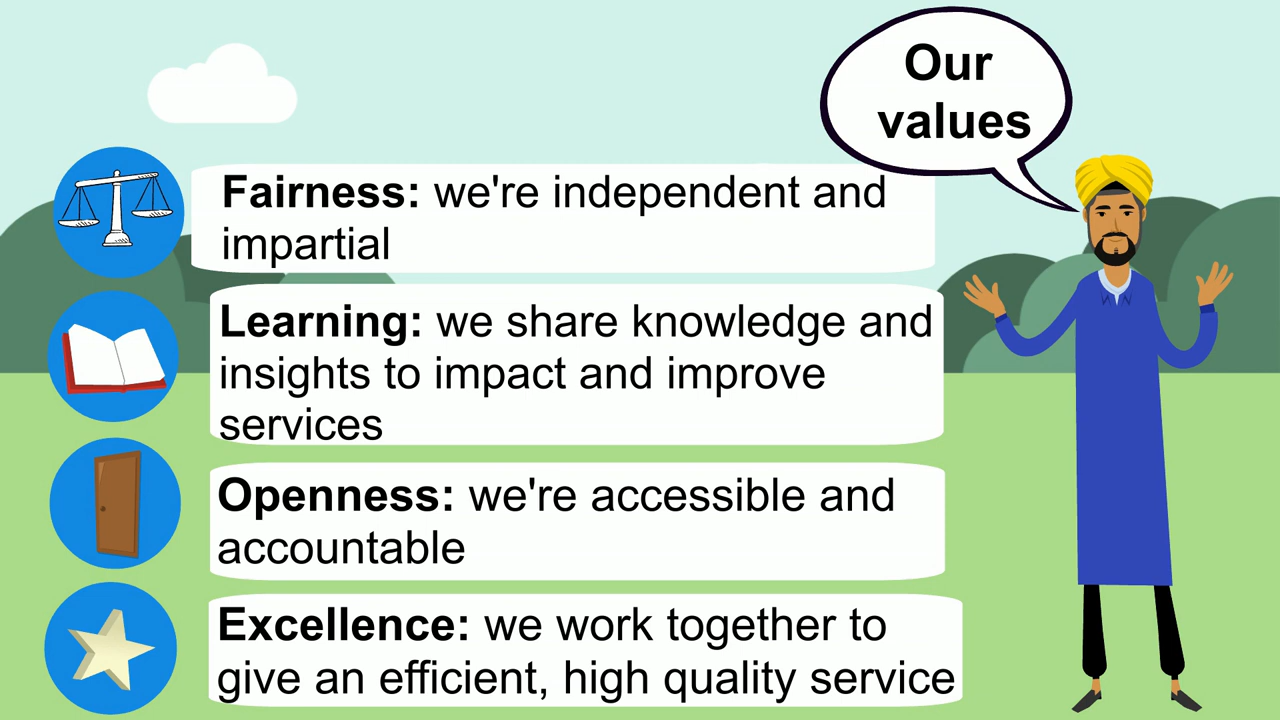 Our
values
Fairness: we're independent and
impartial
Learning: we share knowledge and
insights to impact and improve
services
Openness: we're accessible and
accountable
Excellence: we work together to
give an efficient, high quality service